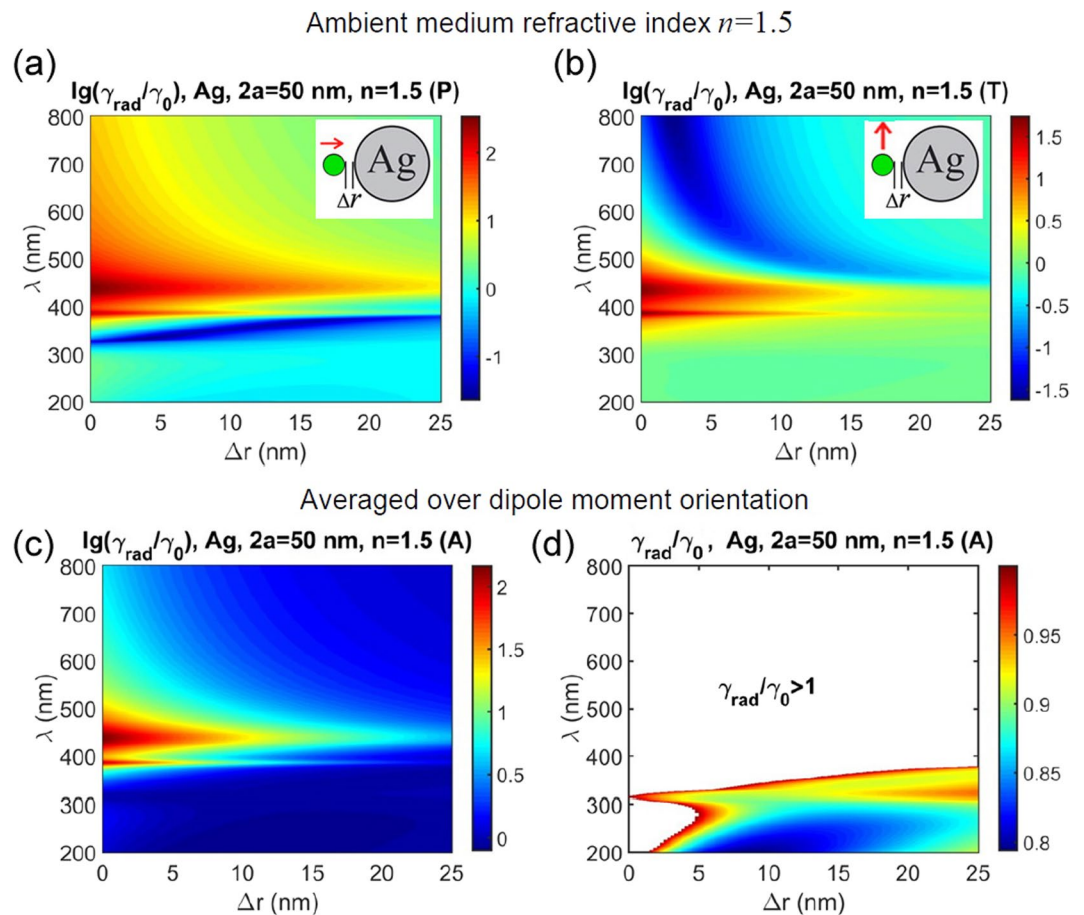 Ambient medium refractive index n=1.5
(a)
lg(γrad/γ0), Ag, 2a=50 nm, n=1.5 (P)
800
700
600
500
400
300
200
λ (nm)
0 5 10 15 20 25
Δr (nm)
Ag
Δr
2
1
0
-1
(b)
lg(γrad/γ0), Ag, 2a=50 nm, n=1.5 (T)
800
700
600
500
400
300
200
λ (nm)
0 5 10 15 20 25
Δr (nm)
Ag
Δr
1.5
1
0.5
0
-0.5
-1
-1.5
Averaged over dipole moment orientation
(c)
lg(γrad/γ0), Ag, 2a=50 nm, n=1.5 (A)
800
700
600
500
400
300
200
λ (nm)
0 5 10 15 20 25
Δr (nm)
2
1.5
1
0.5
0
(d)
γrad/γ0, Ag, 2a=50 nm, n=1.5 (A)
800
700
600
500
400
300
200
λ (nm)
γrad/γ0>1
0 5 10 15 20 25
Δr (nm)
0.95
0.9
0.85
0.8